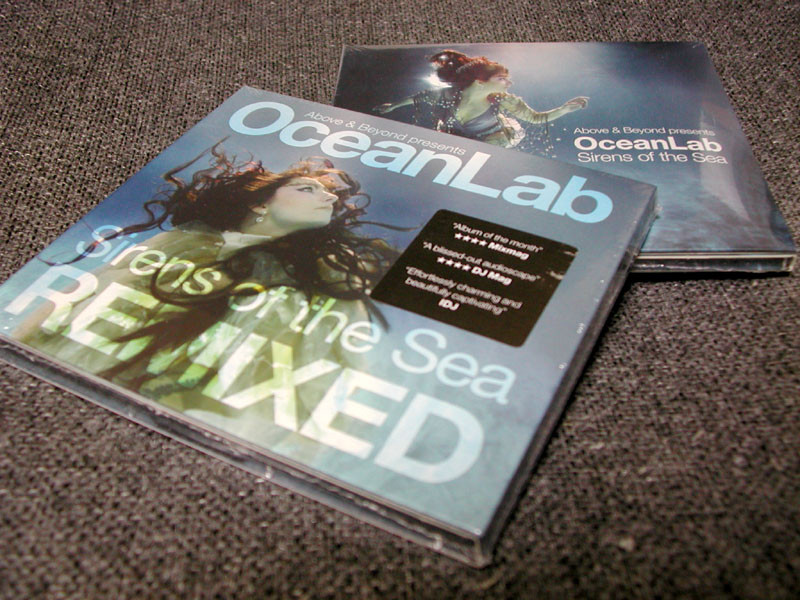 Above & Beyond presents
OceanLab
Sirens of the Sea
REMIXED
"Album of the month"
★★★★ Mixmag
"A blissed-out audioscape"
★★★★ DJ Mag
"Effortlessly charming and
beautifully captivating"
IDJ
Above & Beyond presents
OceanLab
Sirens of the Sea